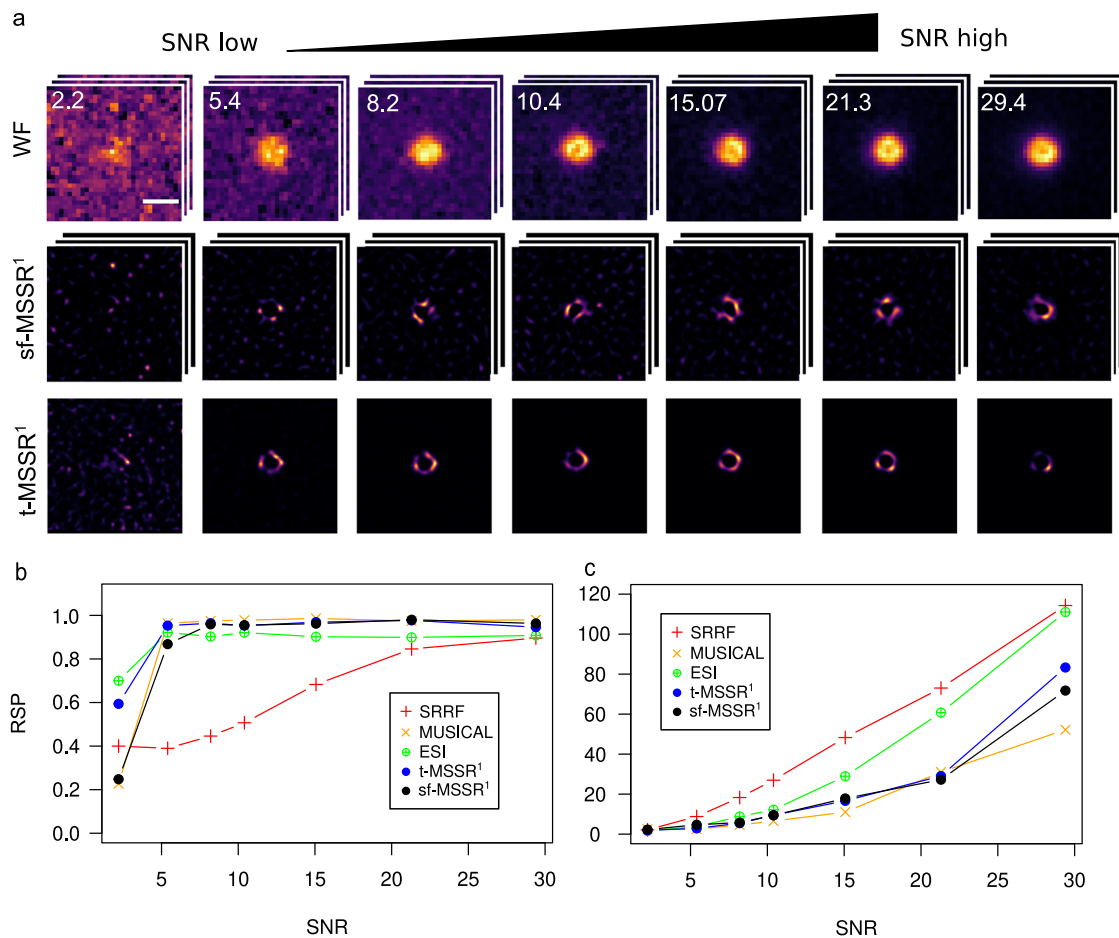 a
SNR low
SNR high
WF
2.2
5.4
8.2
10.4
15.07
21.3
29.4
sf-MSSR¹
t-MSSR¹
b
RSP
1.0
0.8
0.6
0.4
0.2
0.0
SRRF
MUSICAL
ESI
t-MSSR¹
sf-MSSR¹
5 10 15 20 25 30
SNR
c
120
100
80
60
40
20
0
SRRF
MUSICAL
ESI
t-MSSR¹
sf-MSSR¹
5 10 15 20 25 30
SNR